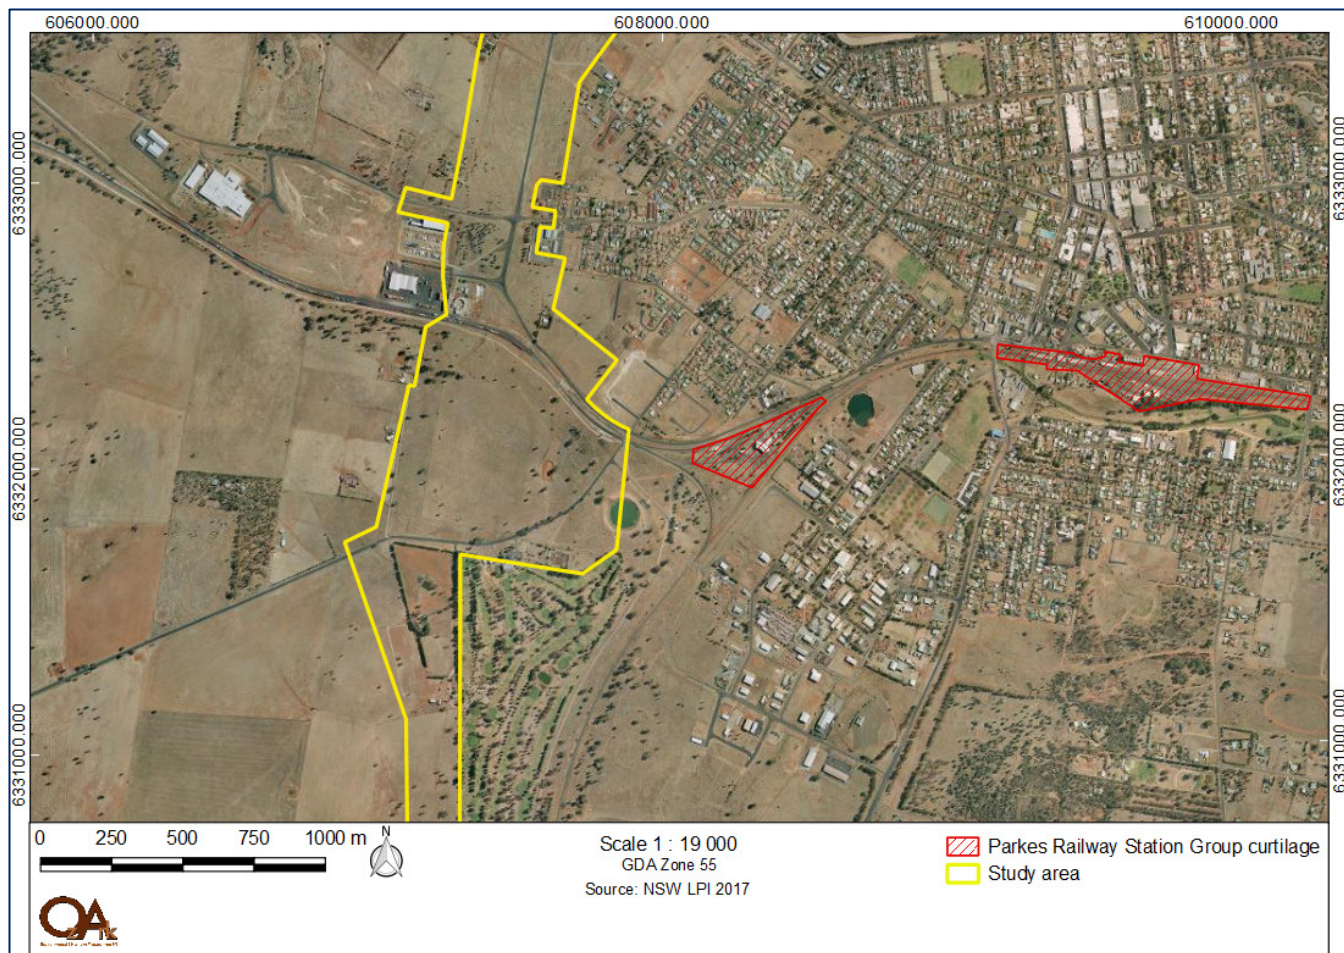 606000.000
608000.000
610000.000
6333000.000
6333000.000
6332000.000
6332000.000
6331000.000
6331000.000
0 250 500 750 1000 m
N
Scale 1 : 19 000
GDA Zone 55
Source: NSW LPI 2017
Parkes Railway Station Group curtilage
Study area
OzArk